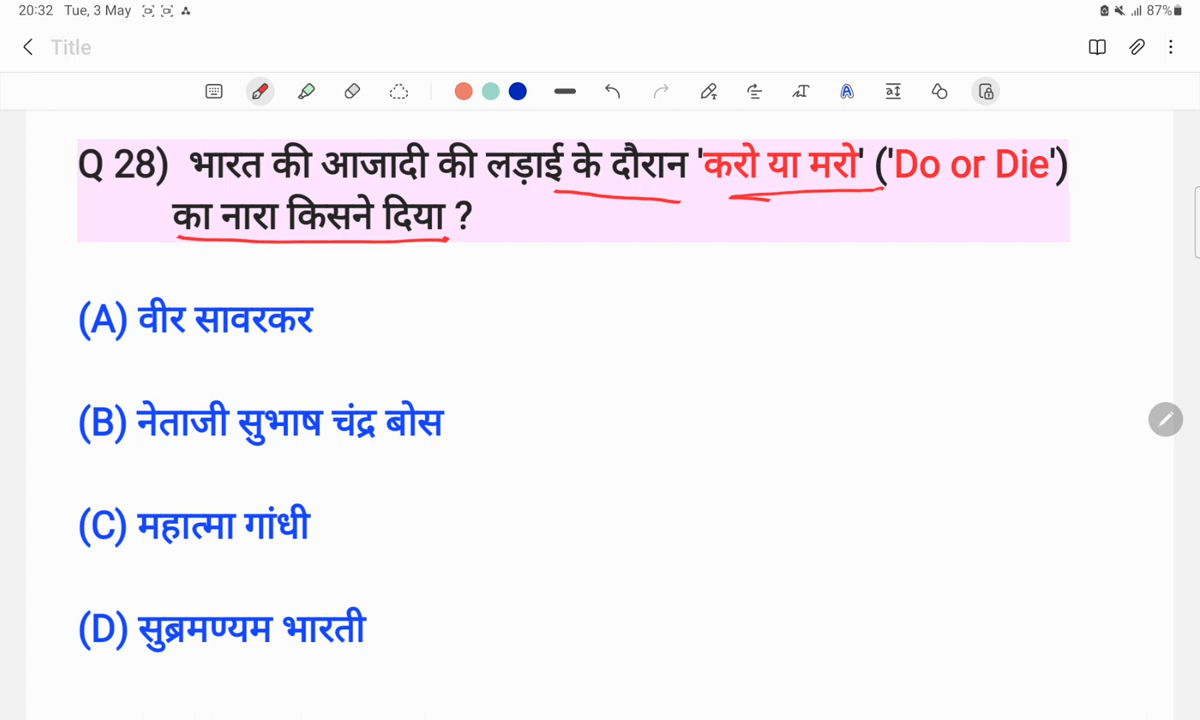 20:32 Tue, 3 May 87%
Title
Q 28) भारत की आजादी की लड़ाई के दौरान 'करो या मरो' ('Do or Die')
का नारा किसने दिया ?
(A) वीर सावरकर
(B) नेताजी सुभाष चंद्र बोस
(C) महात्मा गांधी
(D) सुब्रमण्यम भारती